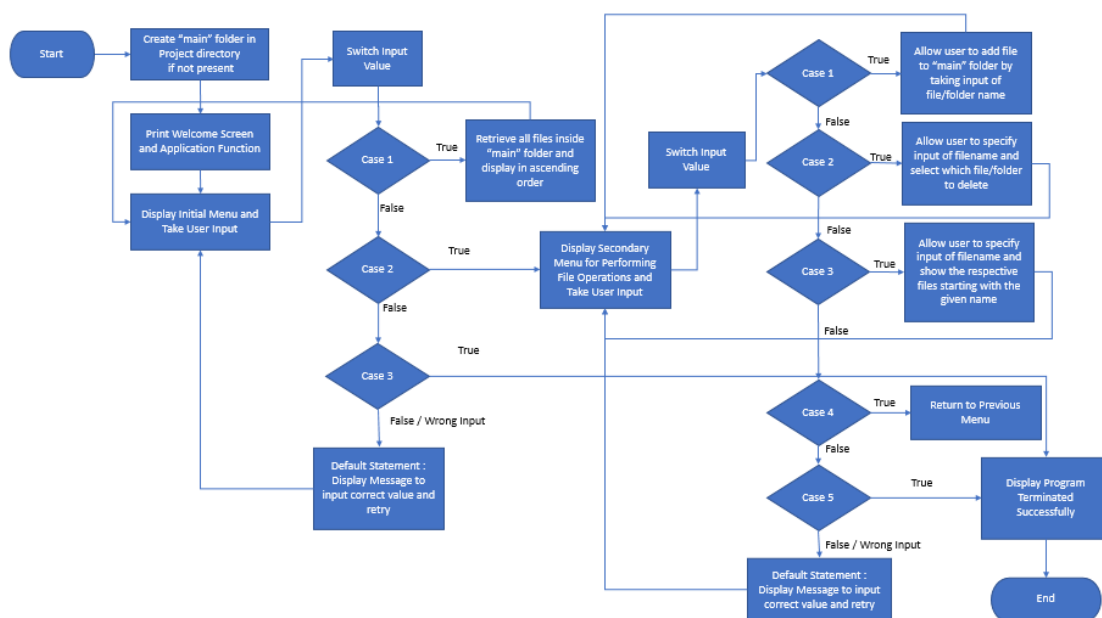 Start
Create “main” folder in
Project directory
if not present
Print Welcome Screen
and Application Function
Display Initial Menu and
Take User Input
Switch Input
Value
Case 1
True
Retrieve all files inside
“main” folder and
display in ascending
order
False
Case 2
True
False
Case 3
True
False / Wrong Input
Default Statement :
Display Message to
input correct value and
retry
Display Secondary
Menu for Performing
File Operations and
Take User Input
Switch Input
Value
Case 1
True
Allow user to add file
to “main” folder by
taking input of
file/folder name
False
Case 2
True
Allow user to specify
input of filename and
select which file/folder
to delete
False
Case 3
True
Allow user to specify
input of filename and
show the respective
files starting with the
given name
False
Case 4
True
Return to Previous
Menu
False
Case 5
True
Display Program
Terminated
Successfully
False / Wrong Input
Default Statement :
Display Message to input
correct value and retry
End